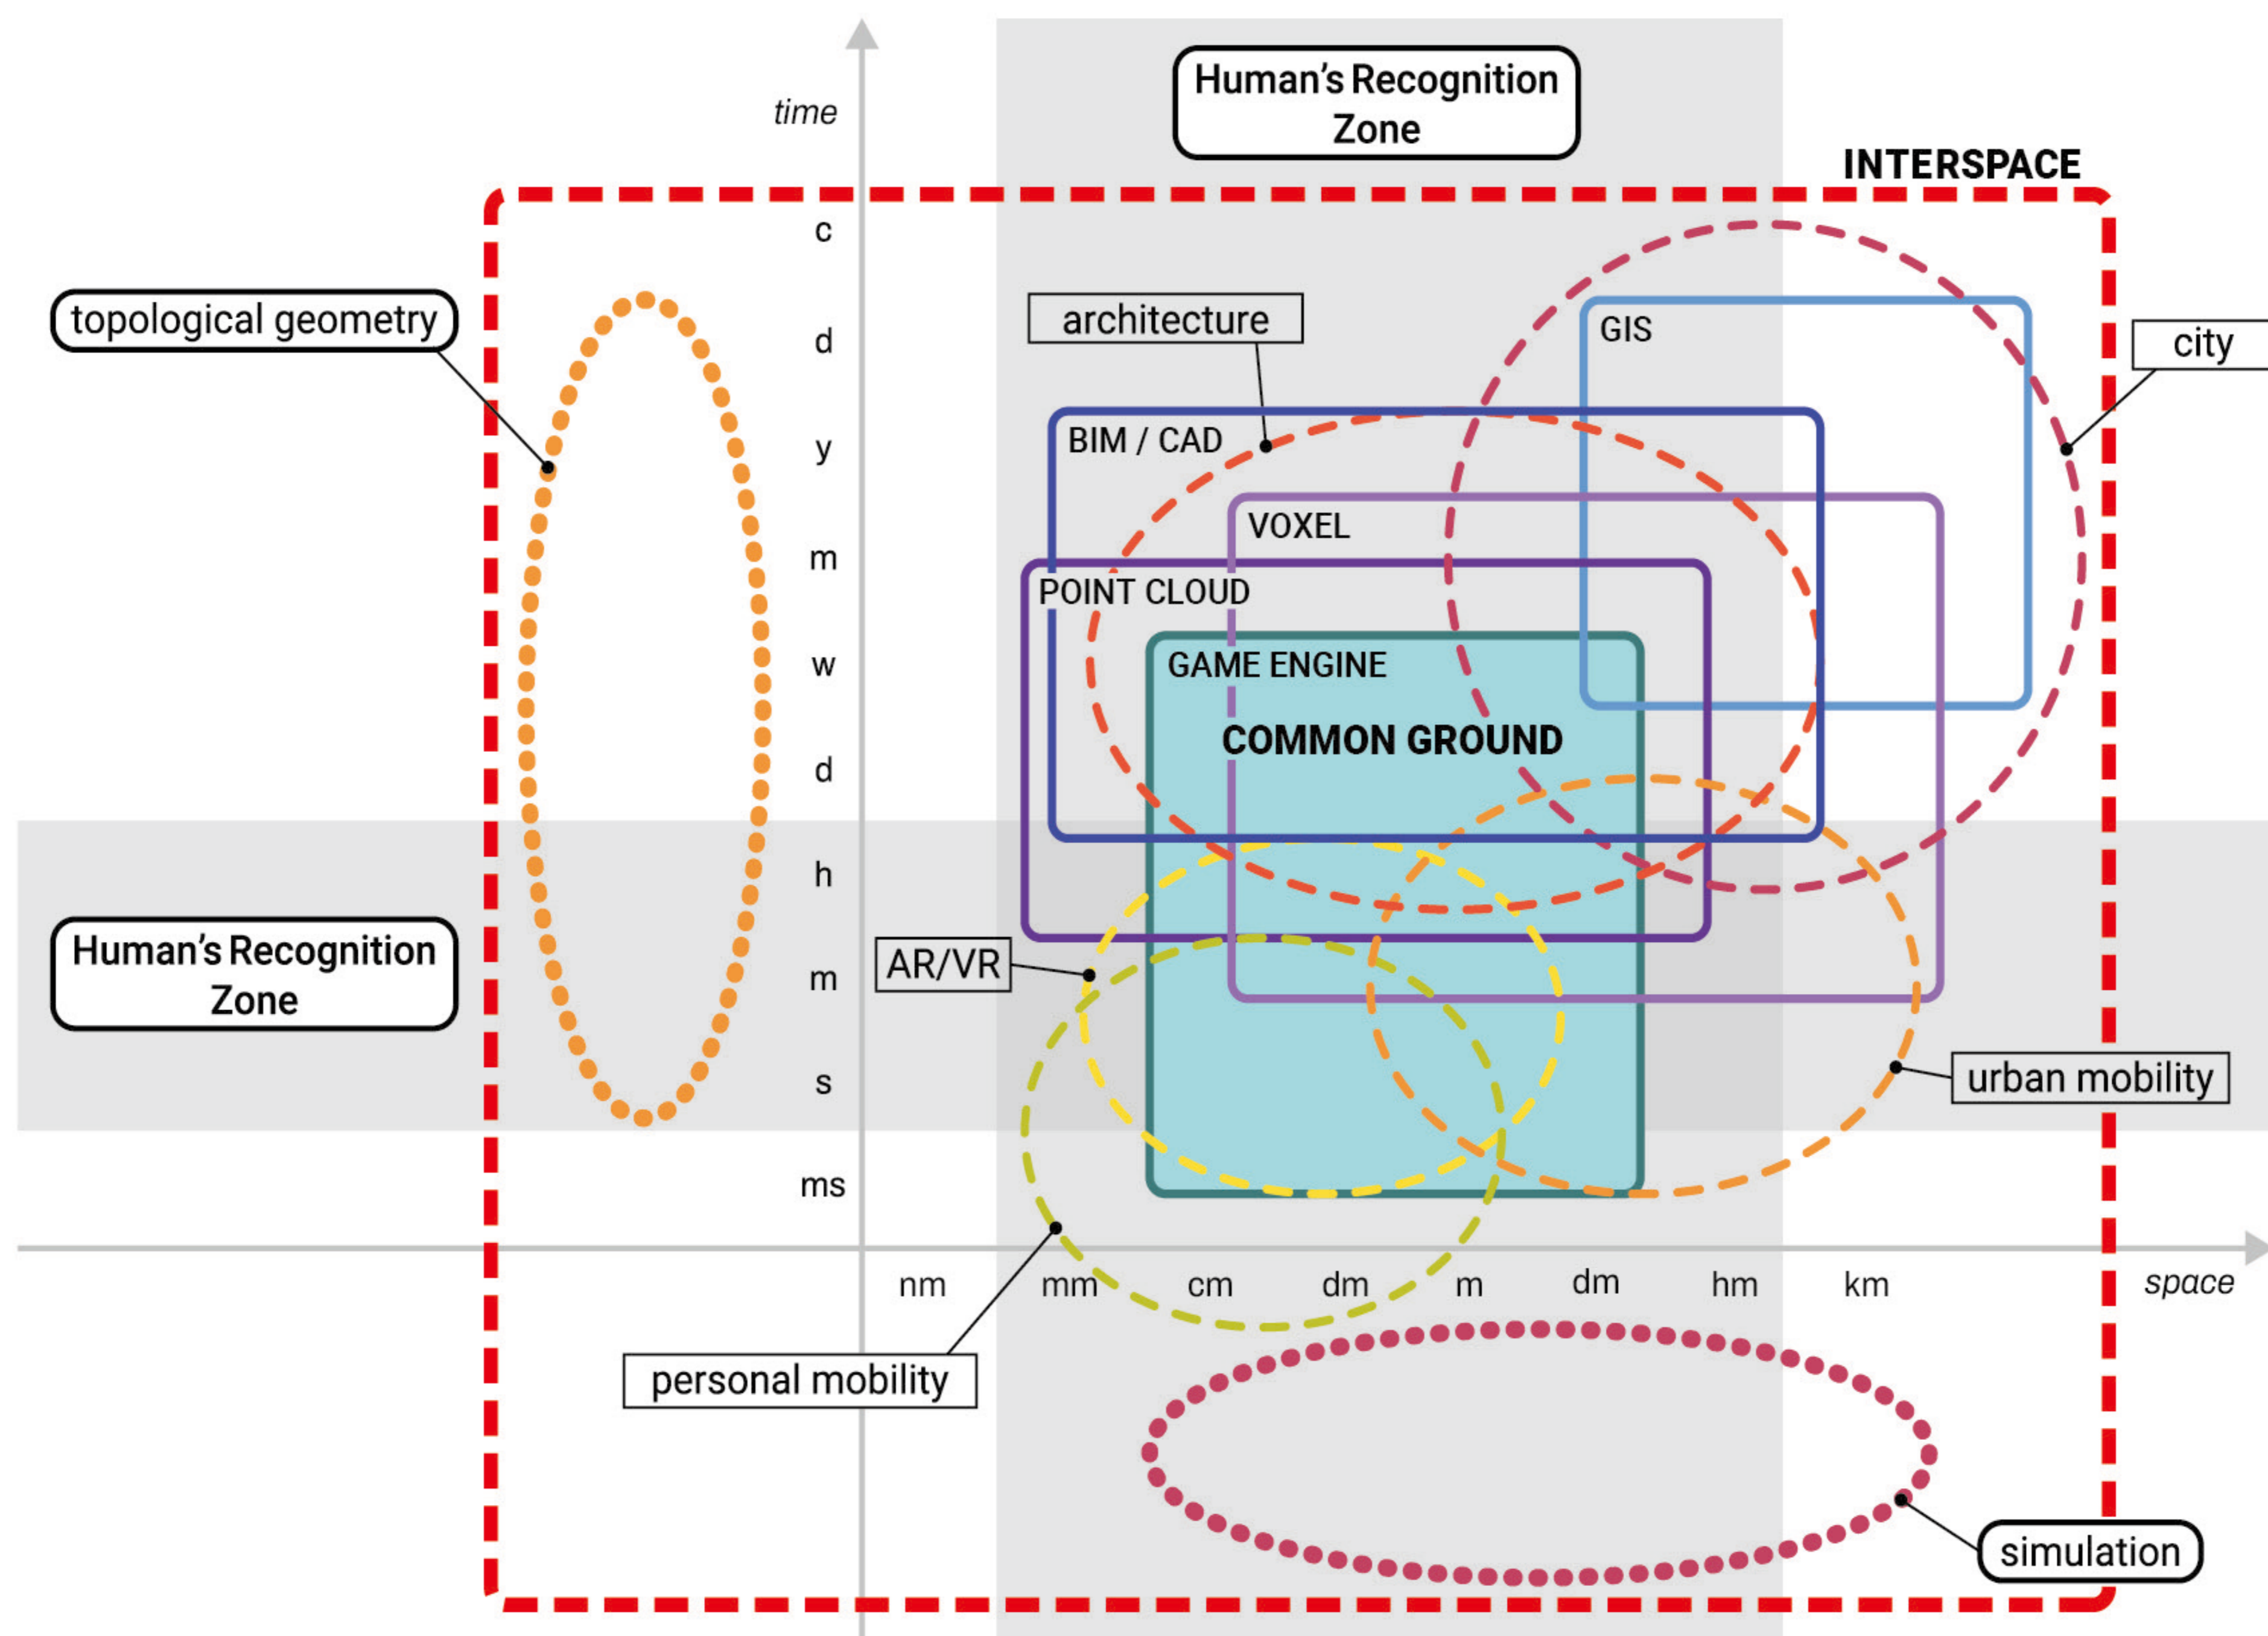 Human's Recognition
Zone
time
INTERSPACE
c
topological geometry
architecture
d
GIS
city
y
BIM / CAD
VOXEL
m
POINT CLOUD
w
GAME ENGINE
COMMON GROUND
d
h
Human's Recognition
Zone
AR/VR
m
s
urban mobility
ms
nm
mm
cm
dm
m
dm
hm
km
space
personal mobility
simulation